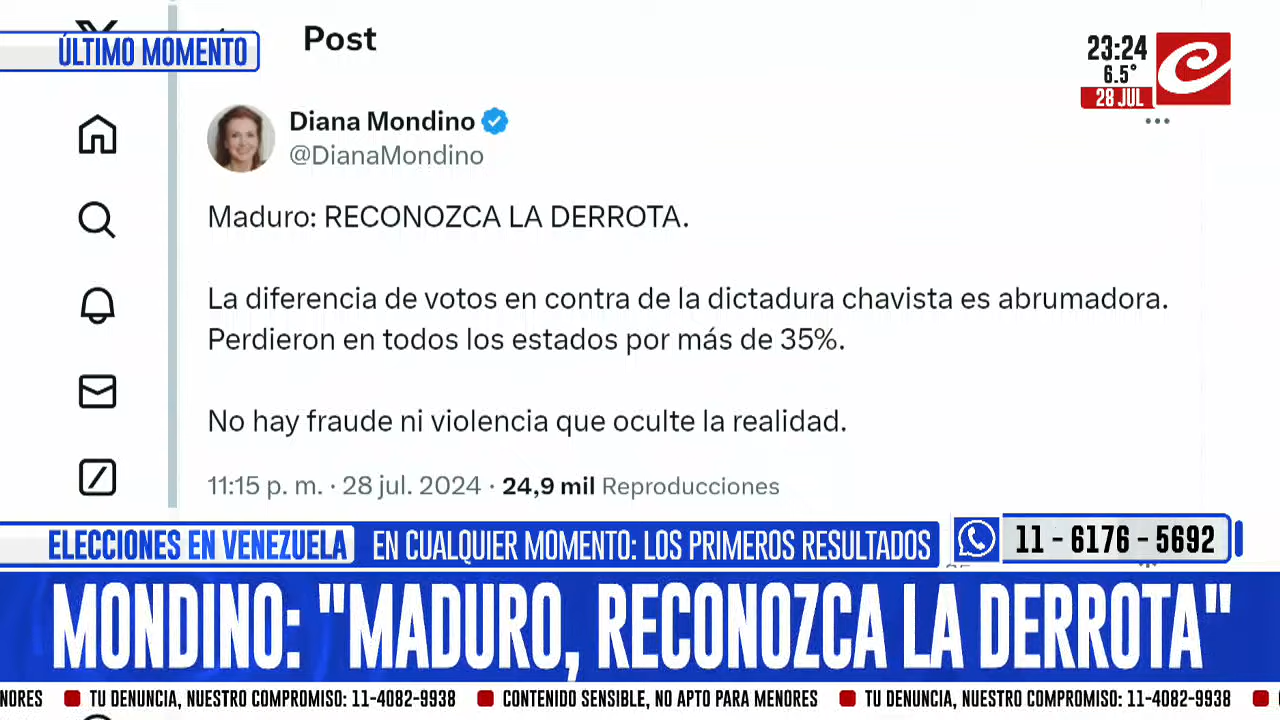 Post
ÚLTIMO MOMENTO
23:24
6.5°
28 JUL
Diana Mondino
@DianaMondino
Maduro: RECONOZCA LA DERROTA.
La diferencia de votos en contra de la dictadura chavista es abrumadora.
Perdieron en todos los estados por más de 35%.
No hay fraude ni violencia que oculte la realidad.
11:15 p. m. · 28 jul. 2024 · 24,9 mil Reproducciones
ELECCIONES EN VENEZUELA EN CUALQUIER MOMENTO: LOS PRIMEROS RESULTADOS
11 - 6176 - 5692
MONDINO: "MADURO, RECONOZCA LA DERROTA"
NORES TU DENUNCIA, NUESTRO COMPROMISO: 11-4082-9938 CONTENIDO SENSIBLE, NO APTO PARA MENORES TU DENUNCIA, NUESTRO COMPROMISO: 11-4082-9938